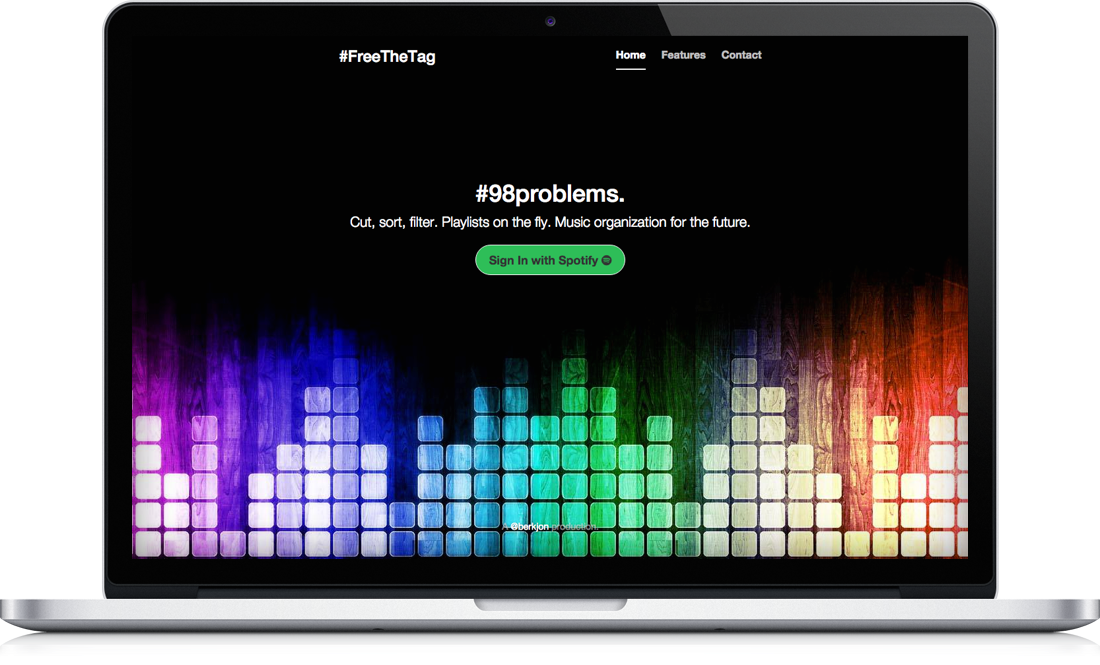 #FreeTheTag
Home Features Contact
#98problems.
Cut, sort, filter. Playlists on the fly. Music organization for the future.
Sign In with Spotify
A @berkjon production.